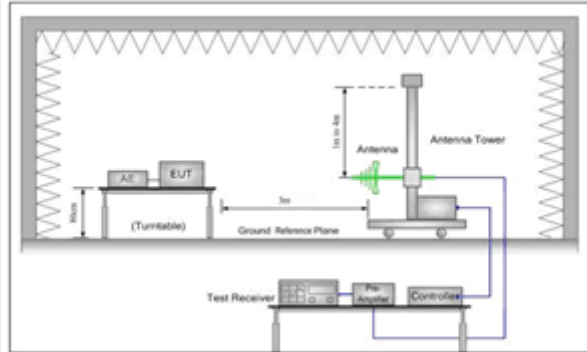 1m to 4m
Antenna
Antenna Tower
AE
EUT
80cm
3m
(Turntable)
Ground Reference Plane
Test Receiver
Pre-
Amplifier
Controller